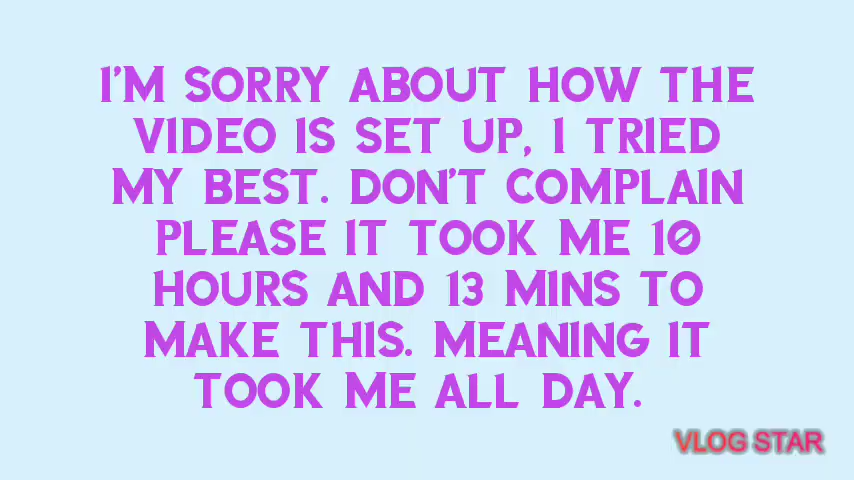 I'M SORRY ABOUT HOW THE
VIDEO IS SET UP, I TRIED
MY BEST. DON'T COMPLAIN
PLEASE IT TOOK ME 10
HOURS AND 13 MINS TO
MAKE THIS. MEANING IT
TOOK ME ALL DAY.
VLOG STAR